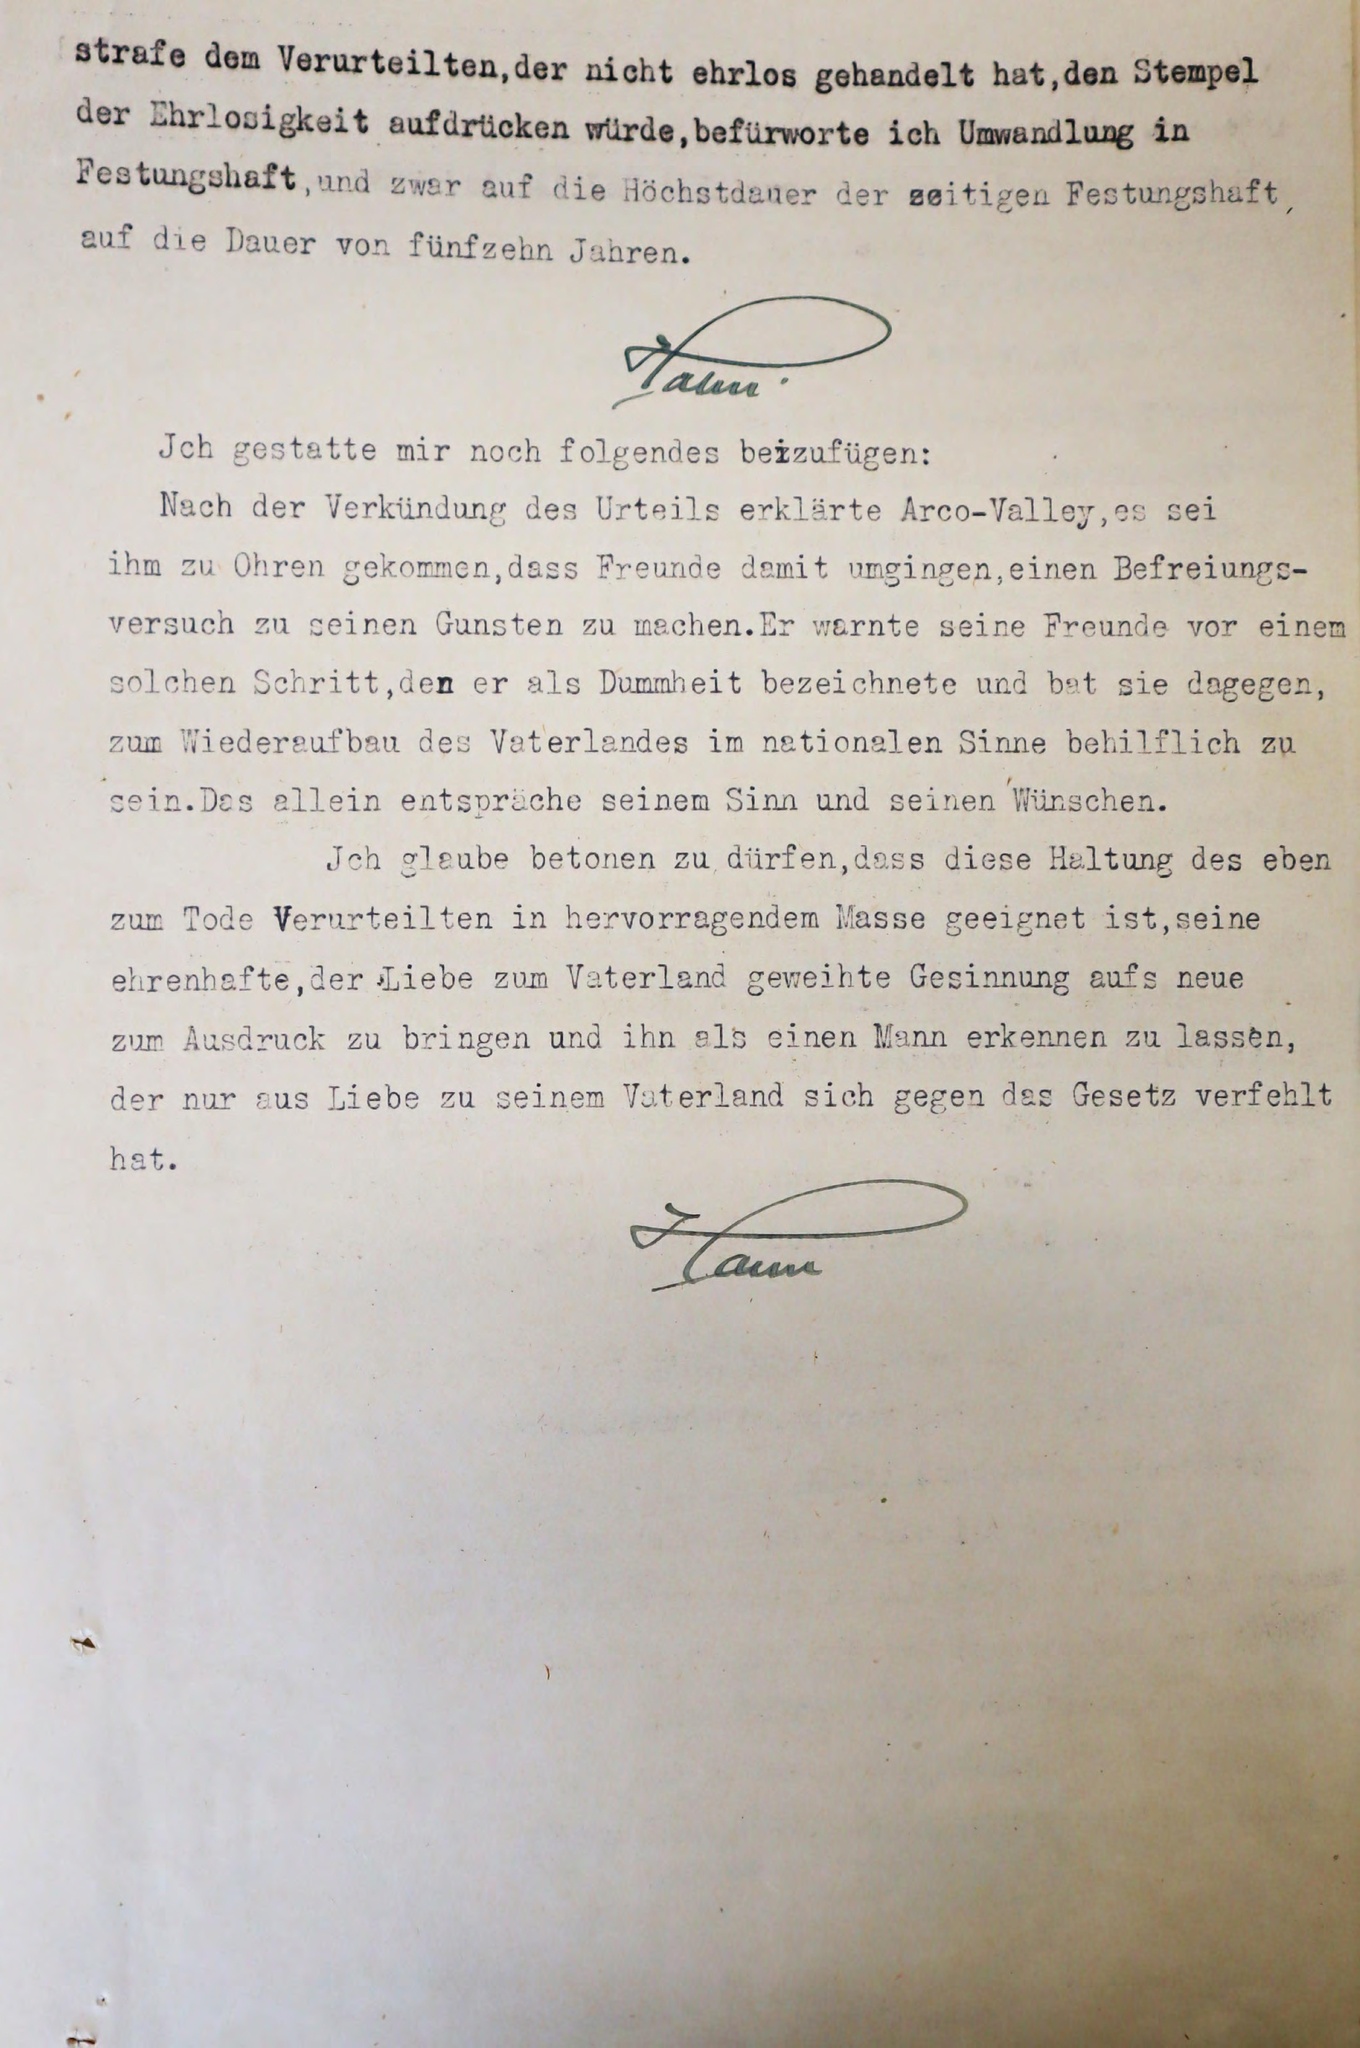 strafe dem Verurteilten,der nicht ehrlos gehandelt hat,den Stempel
der Ehrlosigkeit aufdrücken würde,befürworte ich Umwandlung in
Festungshaft,und zwar auf die Höchstdauer der zeitigen Festungshaft,
auf die Dauer von fünfzehn Jahren.
Jch gestatte mir noch folgendes beizufügen:
Nach der Verkündung des Urteils erklärte Arco-Valley,es sei
ihm zu Ohren gekommen,dass Freunde damit umgingen,einen Befreiungs-
versuch zu seinen Gunsten zu machen.Er warnte seine Freunde vor einem
solchen Schritt,den er als Dummheit bezeichnete und bat sie dagegen,
zum Wiederaufbau des Vaterlandes im nationalen Sinne behilflich zu
sein.Das allein entspräche seinem Sinn und seinen Wünschen.
Jch glaube betonen zu dürfen,dass diese Haltung des eben
zum Tode Verurteilten in hervorragendem Masse geeignet ist,seine
ehrenhafte,der Liebe zum Vaterland geweihte Gesinnung aufs neue
zum Ausdruck zu bringen und ihn als einen Mann erkennen zu lassen,
der nur aus Liebe zu seinem Vaterland sich gegen das Gesetz verfehlt
hat.